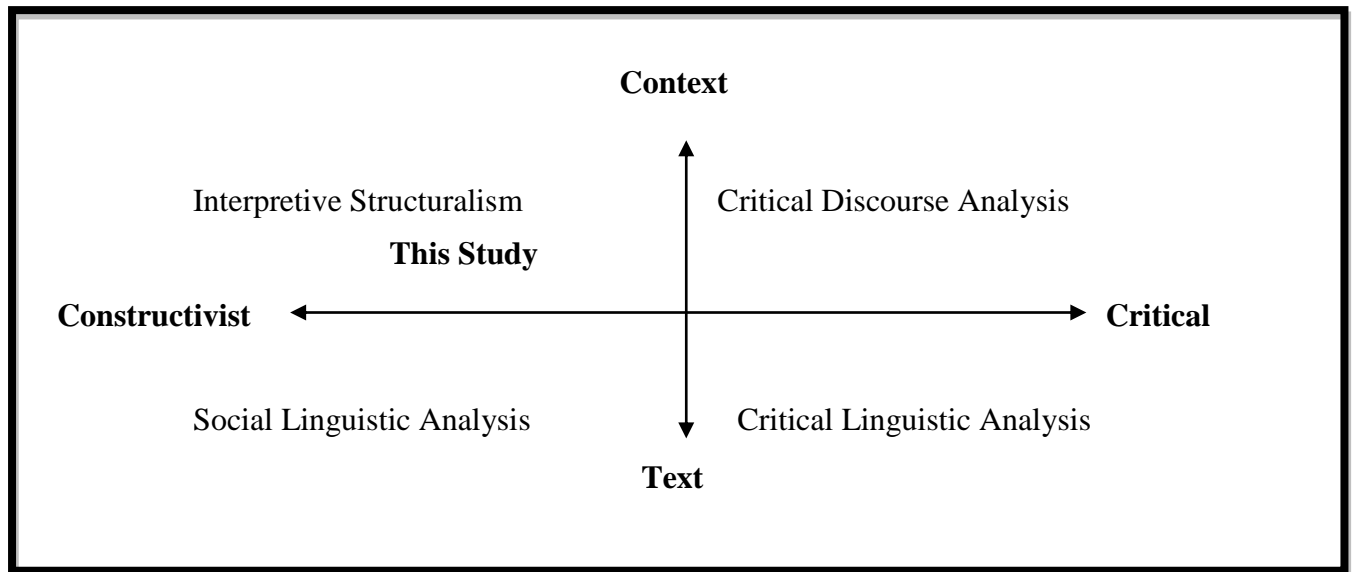 Context
Interpretive Structuralism Critical Discourse Analysis
This Study
Constructivist Critical
Social Linguistic Analysis Critical Linguistic Analysis
Text